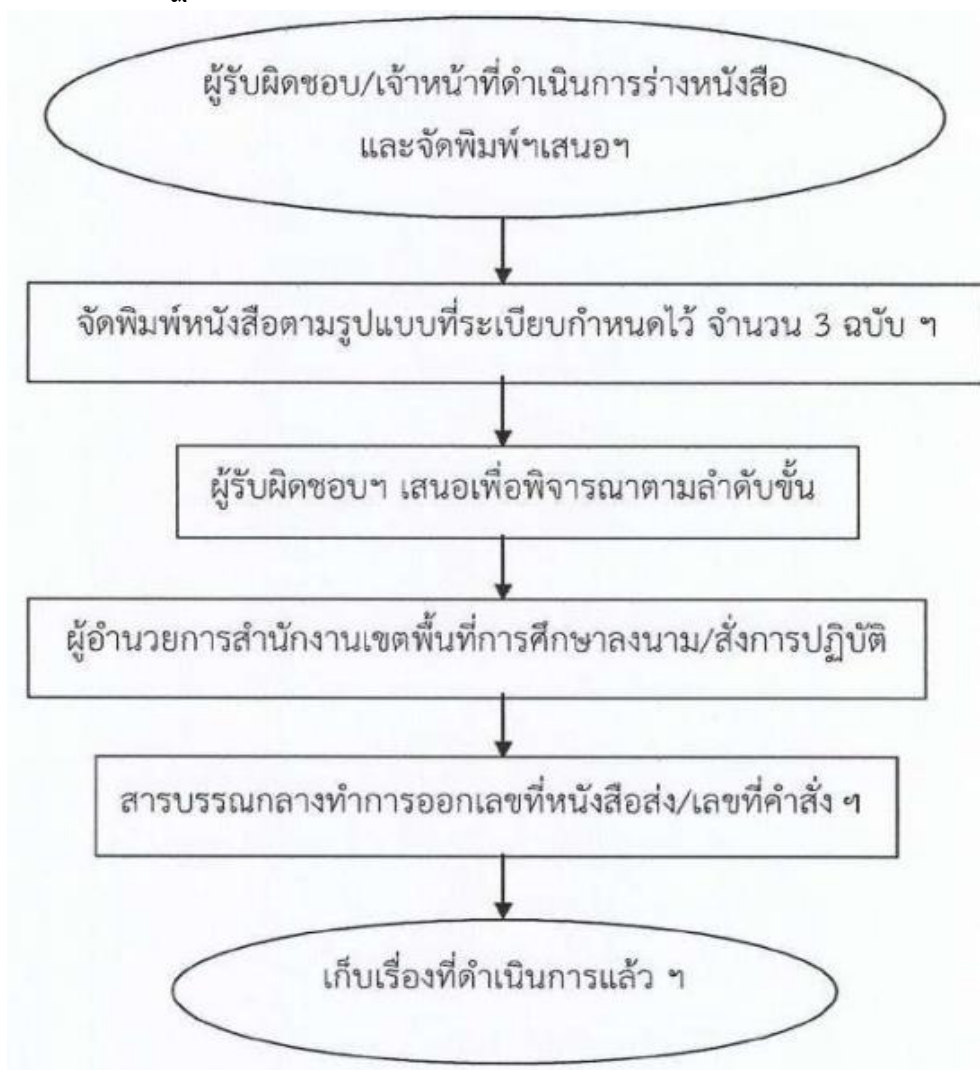 ผู้รับผิดชอบ/เจ้าหน้าที่ดำเนินการร่างหนังสือ
และจัดพิมพ์ฯเสนอฯ
จัดพิมพ์หนังสือตามรูปแบบที่ระเบียบกำหนดไว้ จำนวน 3 ฉบับ ฯ
ผู้รับผิดชอบฯ เสนอเพื่อพิจารณาตามลำดับขั้น
ผู้อำนวยการสำนักงานเขตพื้นที่การศึกษาลงนาม/สั่งการปฏิบัติ
สารบรรณกลางทำการออกเลขที่หนังสือส่ง/เลขที่คำสั่ง ฯ
เก็บเรื่องที่ดำเนินการแล้ว ฯ